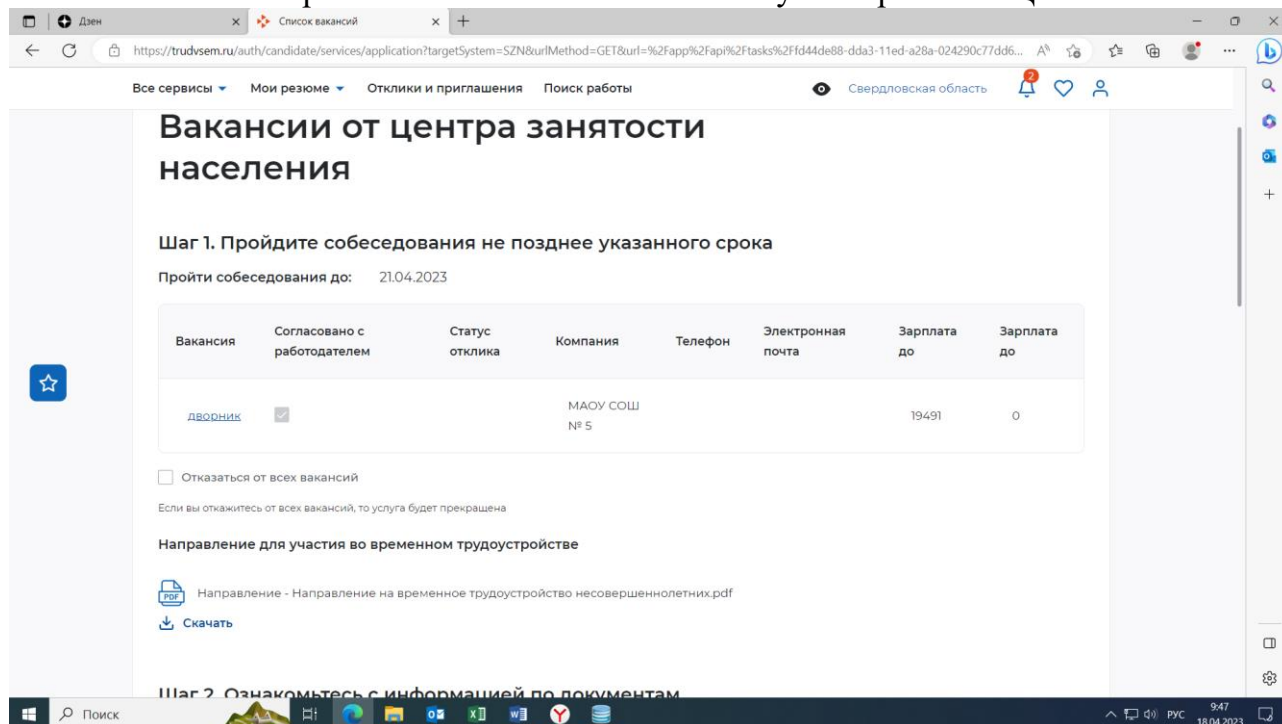 Дзен
Список вакансий
https://trudvsem.ru/auth/candidate/services/application?targetSystem=SZN&urlMethod=GET&url=%2Fapp%2Fapi%2Ftasks%2Ffd44de88-dda3-11ed-a28a-024290c77dd6...
Все сервисы Мои резюме Отклики и приглашения Поиск работы Свердловская область 2
Вакансии от центра занятости
населения
Шаг 1. Пройдите собеседования не позднее указанного срока
Пройти собеседования до: 21.04.2023
Вакансия Согласовано с работодателем Статус отклика Компания Телефон Электронная почта Зарплата до Зарплата до
дворник МАОУ СОШ № 5 19491 0
Отказаться от всех вакансий
Если вы откажитесь от всех вакансий, то услуга будет прекращена
Направление для участия во временном трудоустройстве
PDF Направление - Направление на временное трудоустройство несовершеннолетних.pdf
Скачать
Шаг 2. Ознакомьтесь с информацией по документам
Поиск
РУС 9:47
18.04.2023